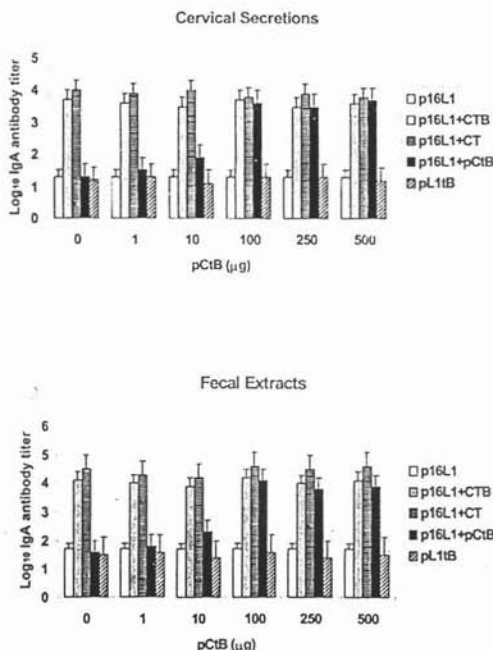 Cervical Secretions
Log10 IgA antibody titer
5
4
3
2
1
0
0 1 10 100 250 500
pCtB (µg)
p16L1
p16L1+CTB
p16L1+CT
p16L1+pCtB
pL1tB
Fecal Extracts
Log10 IgA antibody titer
6
5
4
3
2
1
0
0 1 10 100 250 500
pCtB (µg)
p16L1
p16L1+CTB
p16L1+CT
p16L1+pCtB
pL1tB